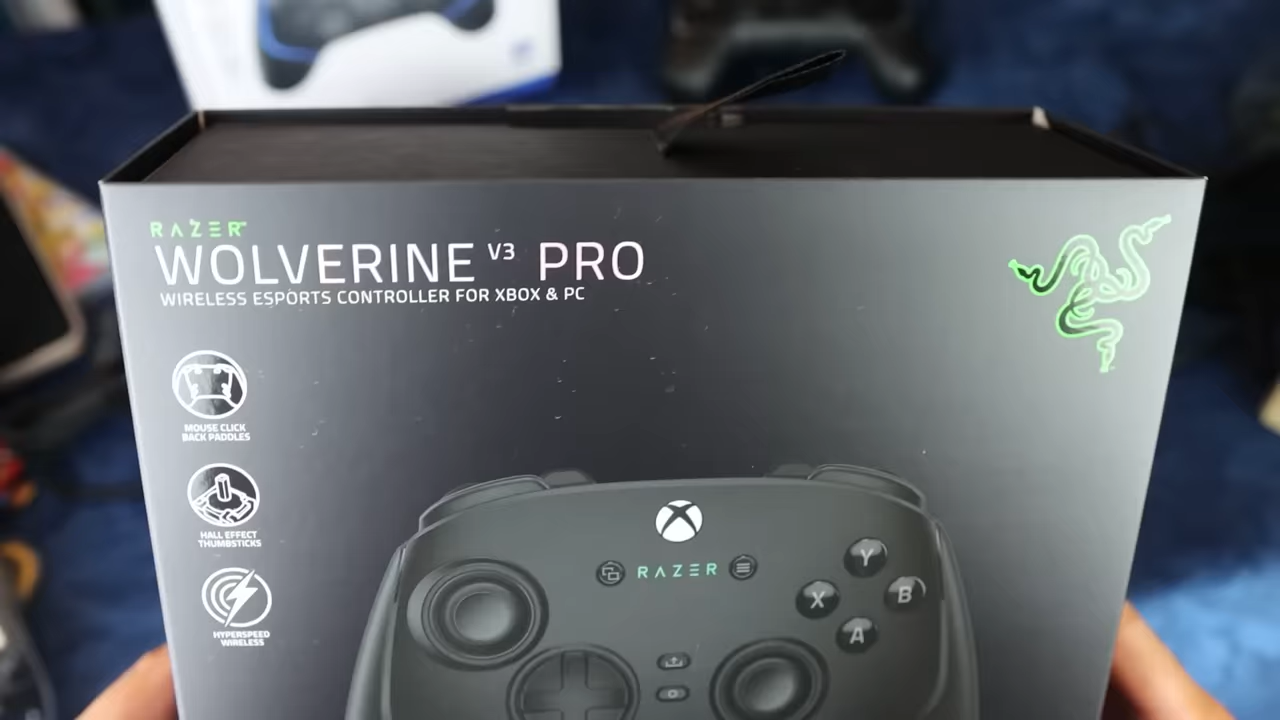 RAZER™
WOLVERINE V3 PRO
WIRELESS ESPORTS CONTROLLER FOR XBOX & PC
MOUSE CLICK
BACK PADDLES
HALL EFFECT
THUMBSTICKS
HYPERSPEED
WIRELESS
RAZER
Y
X
B
A